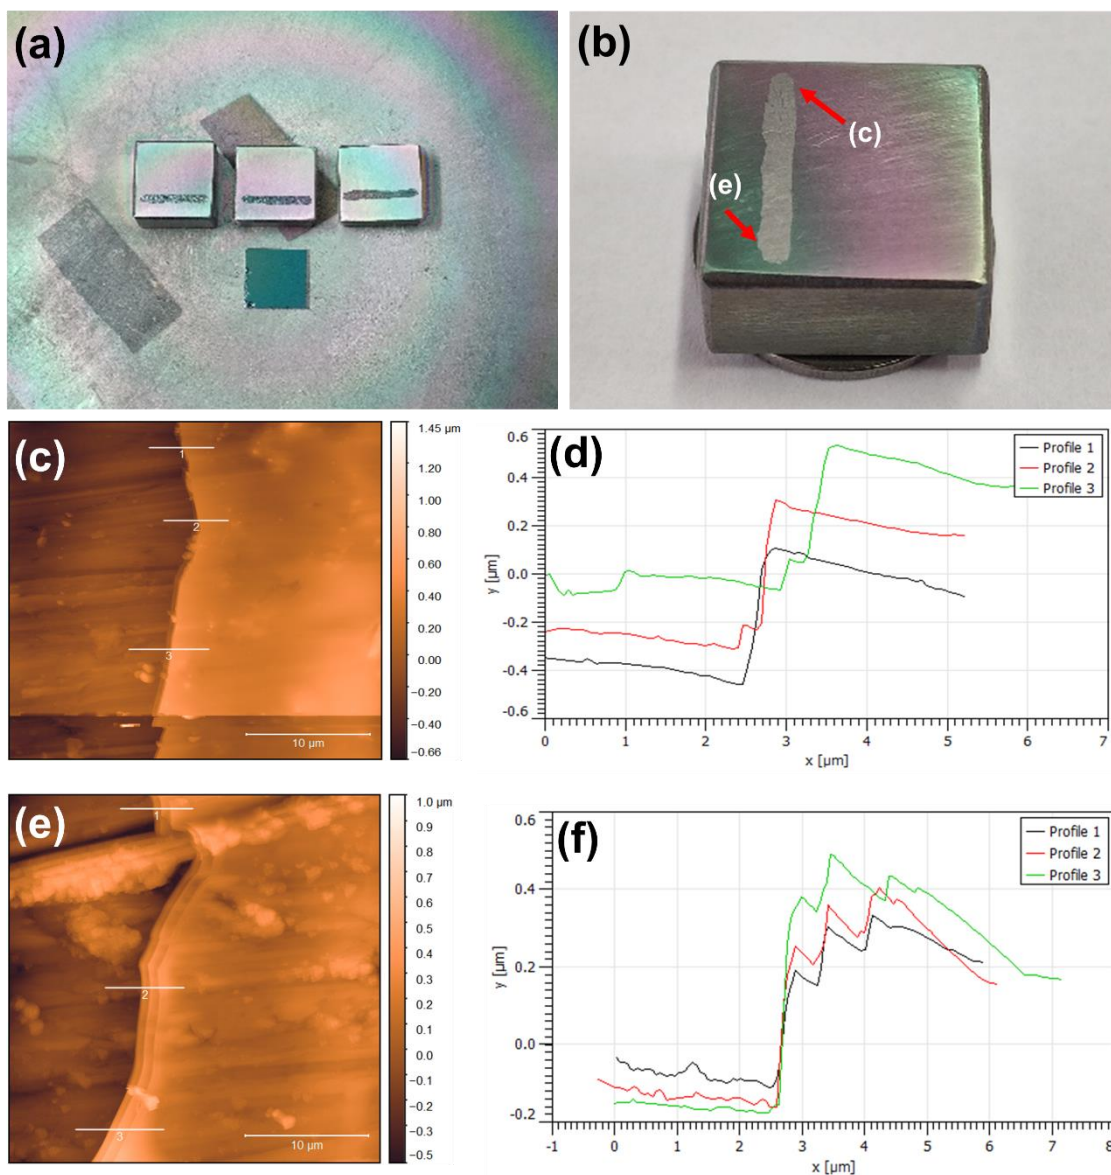 (a)
(b)
(c)
(e)
(c)
1
2
3
10 µm
1.45 µm
1.20
1.00
0.80
0.60
0.40
0.20
0.00
−0.20
−0.40
−0.66
(d)
Profile 1
Profile 2
Profile 3
0.6
0.4
0.2
0.0
-0.2
-0.4
-0.6
y [µm]
0 1 2 3 4 5 6 7
x [µm]
(e)
1
2
3
10 µm
1.0 µm
0.9
0.8
0.7
0.6
0.5
0.4
0.3
0.2
0.1
0.0
−0.1
−0.2
−0.3
−0.5
(f)
Profile 1
Profile 2
Profile 3
0.6
0.4
0.2
0.0
-0.2
y [µm]
-1 0 1 2 3 4 5 6 7 8
x [µm]